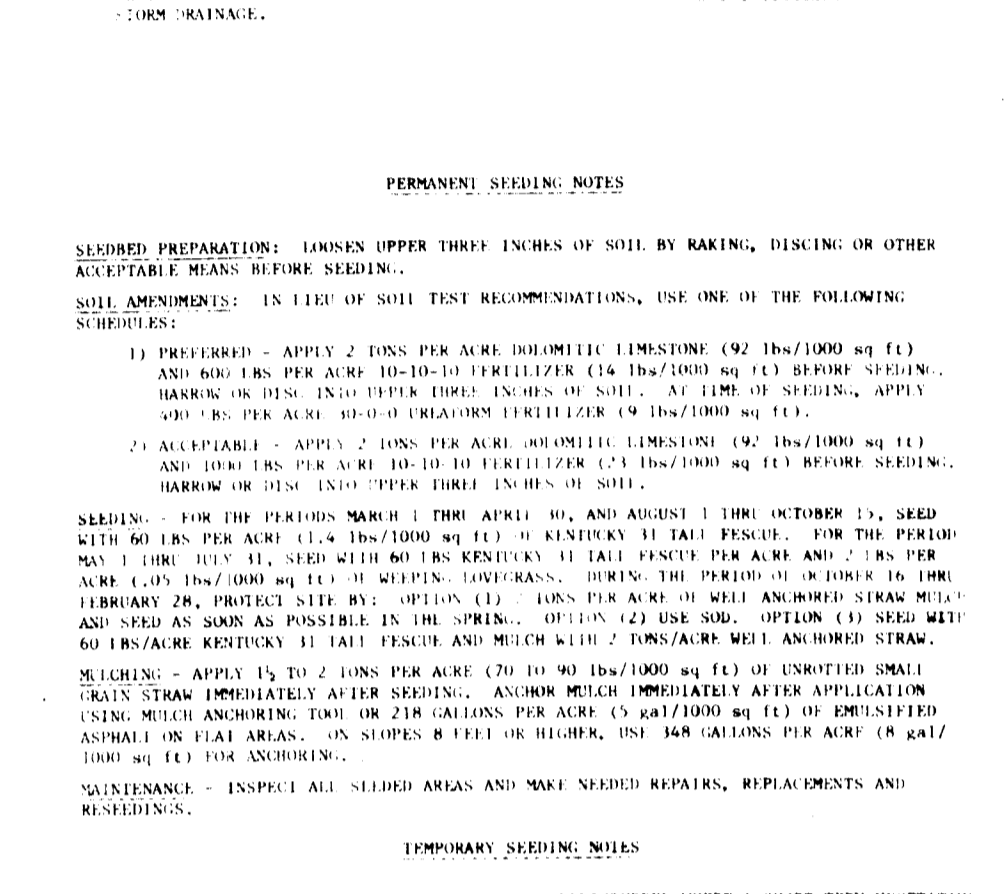 STORM DRAINAGE.
PERMANENT SEEDING NOTES
SEEDBED PREPARATION: LOOSEN UPPER THREE INCHES OF SOIL BY RAKING, DISCING OR OTHER
ACCEPTABLE MEANS BEFORE SEEDING.
SOIL AMENDMENTS: IN LIEU OF SOIL TEST RECOMMENDATIONS, USE ONE OF THE FOLLOWING
SCHEDULES:
1) PREFERRED - APPLY 2 TONS PER ACRE DOLOMITIC LIMESTONE (92 lbs/1000 sq ft)
AND 600 LBS PER ACRE 10-10-10 FERTILIZER (14 lbs/1000 sq ft) BEFORE SEEDING.
HARROW OR DISC INTO UPPER THREE INCHES OF SOIL. AT TIME OF SEEDING, APPLY
400 LBS PER ACRE 30-0-0 UREAFORM FERTILIZER (9 lbs/1000 sq ft).
2) ACCEPTABLE - APPLY 2 TONS PER ACRE DOLOMITIC LIMESTONE (92 lbs/1000 sq ft)
AND 1000 LBS PER ACRE 10-10-10 FERTILIZER (23 lbs/1000 sq ft) BEFORE SEEDING.
HARROW OR DISC INTO UPPER THREE INCHES OF SOIL.
SEEDING - FOR THE PERIODS MARCH 1 THRU APRIL 30, AND AUGUST 1 THRU OCTOBER 15, SEED
WITH 60 LBS PER ACRE (1.4 lbs/1000 sq ft) OF KENTUCKY 31 TALL FESCUE. FOR THE PERIOD
MAY 1 THRU JULY 31, SEED WITH 60 LBS KENTUCKY 31 TALL FESCUE PER ACRE AND 2 LBS PER
ACRE (.05 lbs/1000 sq ft) OF WEEPING LOVEGRASS. DURING THE PERIOD OF OCTOBER 16 THRU
FEBRUARY 28, PROTECT SITE BY: OPTION (1) 2 TONS PER ACRE OF WELL ANCHORED STRAW MULCH
AND SEED AS SOON AS POSSIBLE IN THE SPRING. OPTION (2) USE SOD. OPTION (3) SEED WITH
60 LBS/ACRE KENTUCKY 31 TALL FESCUE AND MULCH WITH 2 TONS/ACRE WELL ANCHORED STRAW.
MULCHING - APPLY 1½ TO 2 TONS PER ACRE (70 TO 90 lbs/1000 sq ft) OF UNROTTED SMALL
GRAIN STRAW IMMEDIATELY AFTER SEEDING. ANCHOR MULCH IMMEDIATELY AFTER APPLICATION
USING MULCH ANCHORING TOOL OR 218 GALLONS PER ACRE (5 gal/1000 sq ft) OF EMULSIFIED
ASPHALT ON FLAT AREAS. ON SLOPES 8 FEET OR HIGHER, USE 348 GALLONS PER ACRE (8 gal/
1000 sq ft) FOR ANCHORING.
MAINTENANCE - INSPECT ALL SEEDED AREAS AND MAKE NEEDED REPAIRS, REPLACEMENTS AND
RESEEDINGS.
TEMPORARY SEEDING NOTES